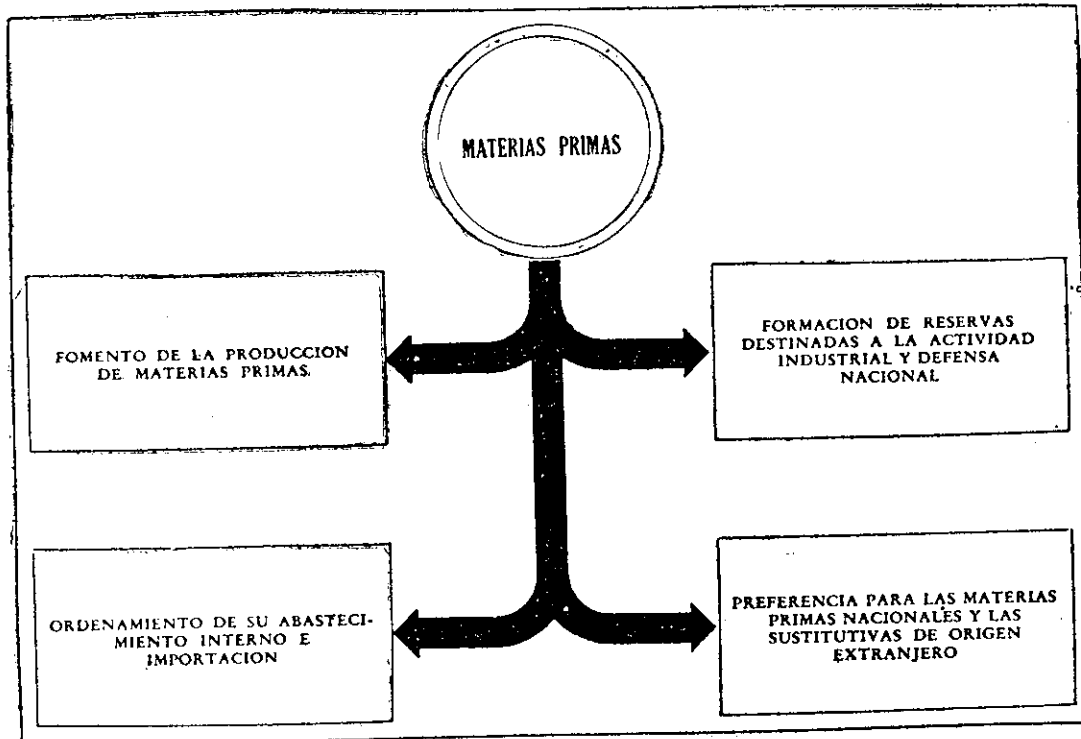 MATERIAS PRIMAS
FOMENTO DE LA PRODUCCION
DE MATERIAS PRIMAS.
FORMACION DE RESERVAS
DESTINADAS A LA ACTIVIDAD
INDUSTRIAL Y DEFENSA
NACIONAL
ORDENAMIENTO DE SU ABASTECI-
MIENTO INTERNO E
IMPORTACION
PREFERENCIA PARA LAS MATERIAS
PRIMAS NACIONALES Y LAS
SUSTITUTIVAS DE ORIGEN
EXTRANJERO